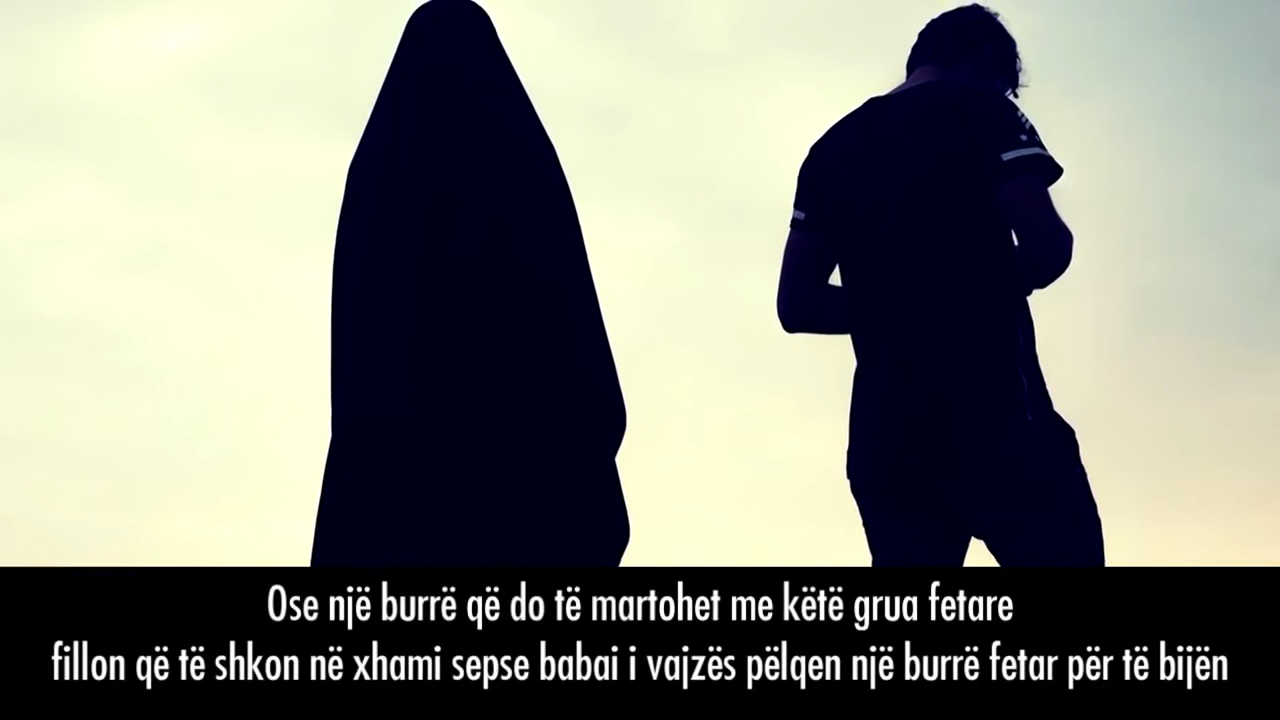 Ose një burrë që do të martohet me këtë grua fetare
fillon që të shkon në xhami sepse babai i vajzës pëlqen një burrë fetar për të bijën